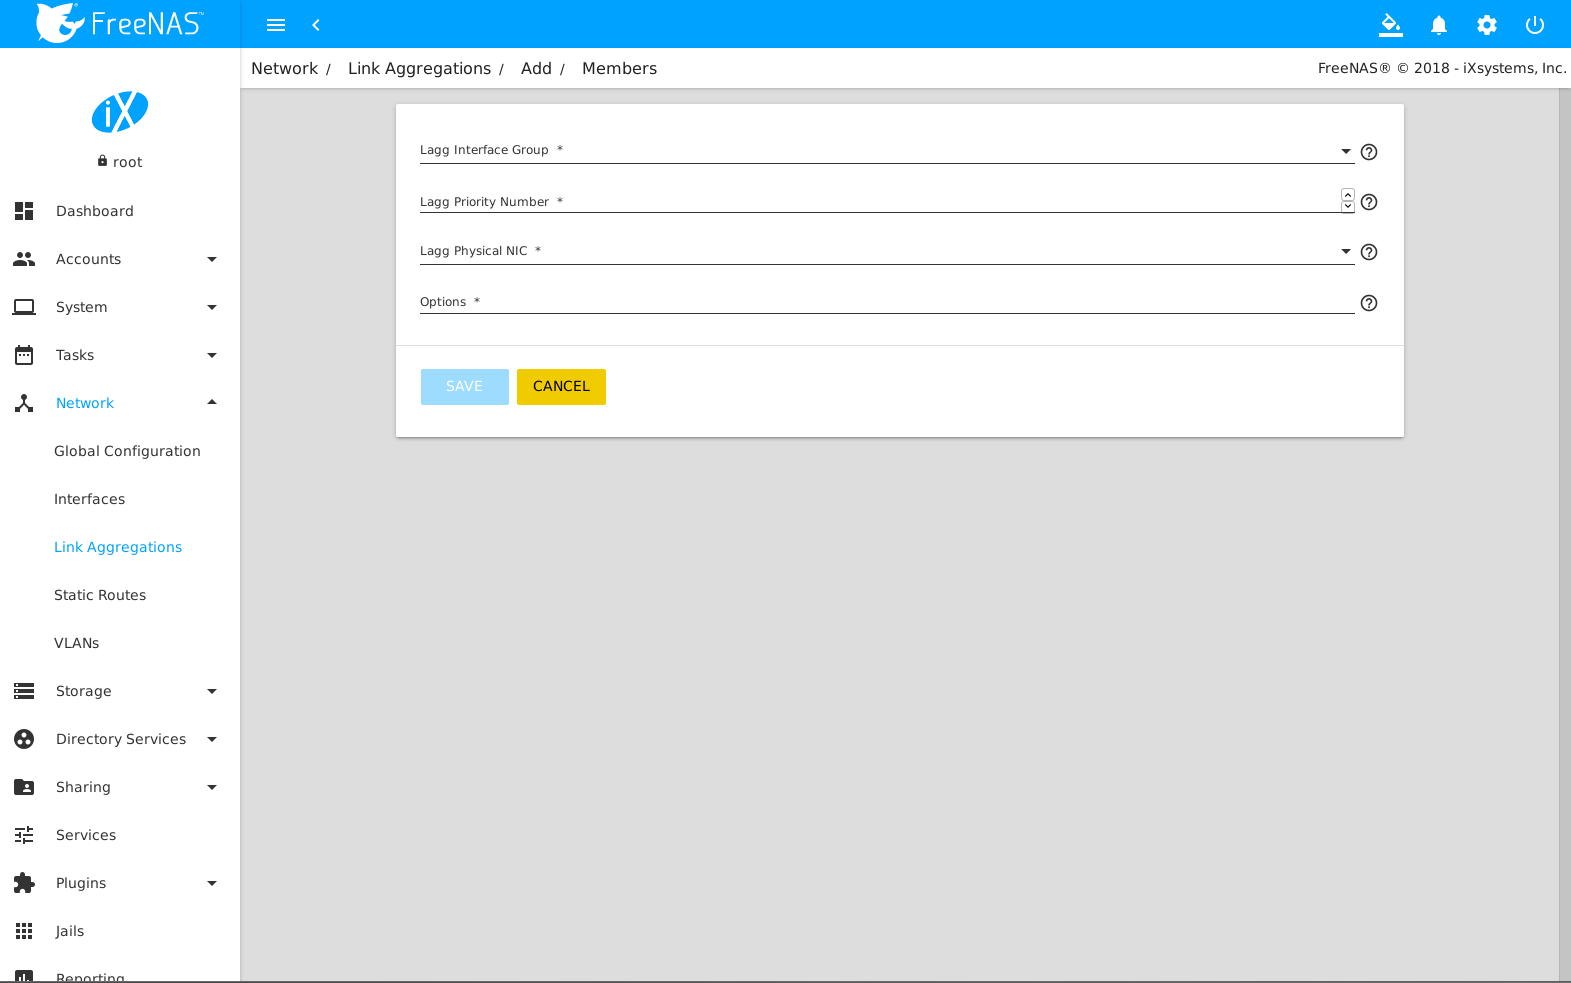 FreeNAS™
Network / Link Aggregations / Add / Members
FreeNAS® © 2018 - iXsystems, Inc.
iX
root
Dashboard
Accounts
System
Tasks
Network
Global Configuration
Interfaces
Link Aggregations
Static Routes
VLANs
Storage
Directory Services
Sharing
Services
Plugins
Jails
Reporting
Lagg Interface Group *
Lagg Priority Number *
Lagg Physical NIC *
Options *
SAVE CANCEL